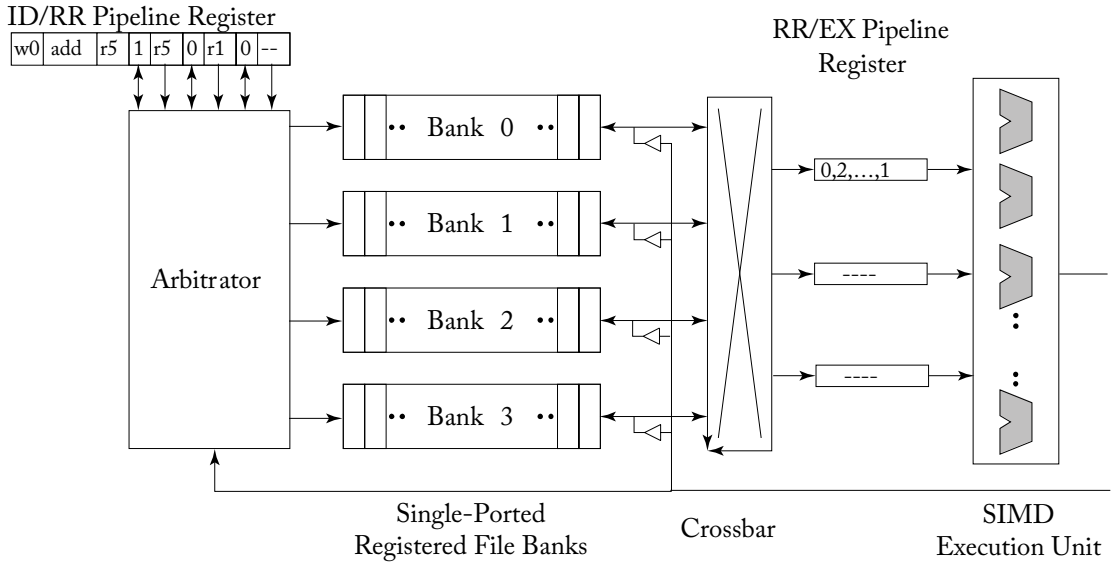 ID/RR Pipeline Register
w0 add r5 1 r5 0 r1 0 --
RR/EX Pipeline
Register
Arbitrator
•• Bank 0 ••
•• Bank 1 ••
•• Bank 2 ••
•• Bank 3 ••
0,2,...,1
----
----
Single-Ported
Registered File Banks
Crossbar
SIMD
Execution Unit